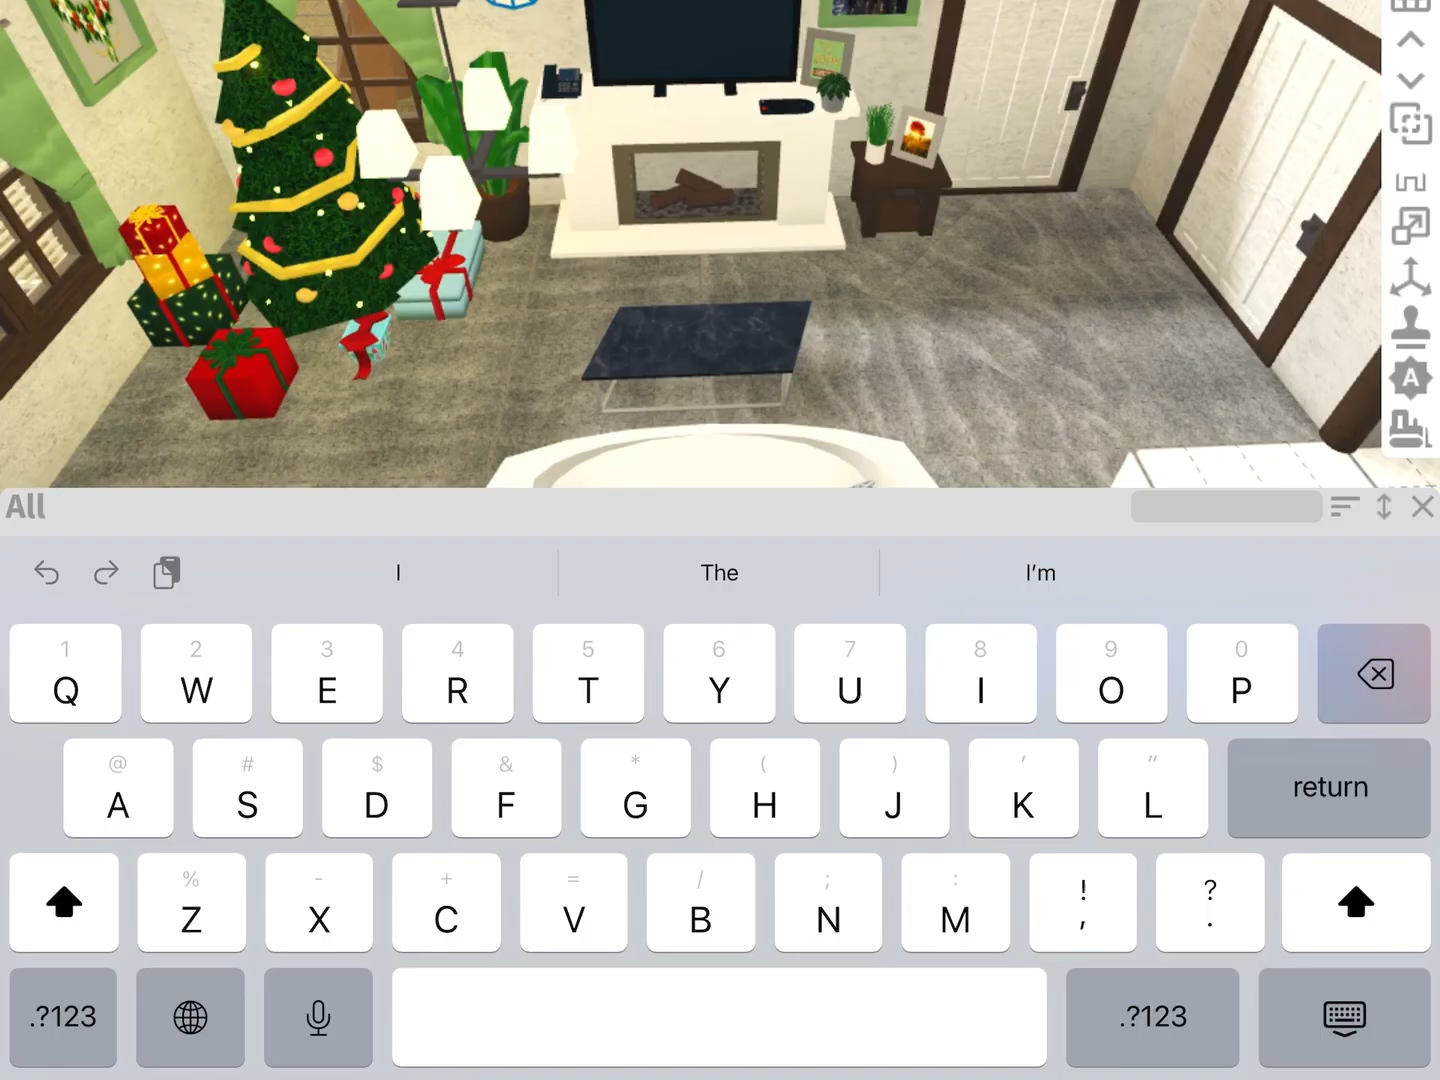 A
All
I
The
I'm
1 2 3 4 5 6 7 8 9 0
Q W E R T Y U I O P
@ # $ & * ( ) ' "
A S D F G H J K L
return
% - + = / ; : ! ?
Z X C V B N M , .
.?123
.?123